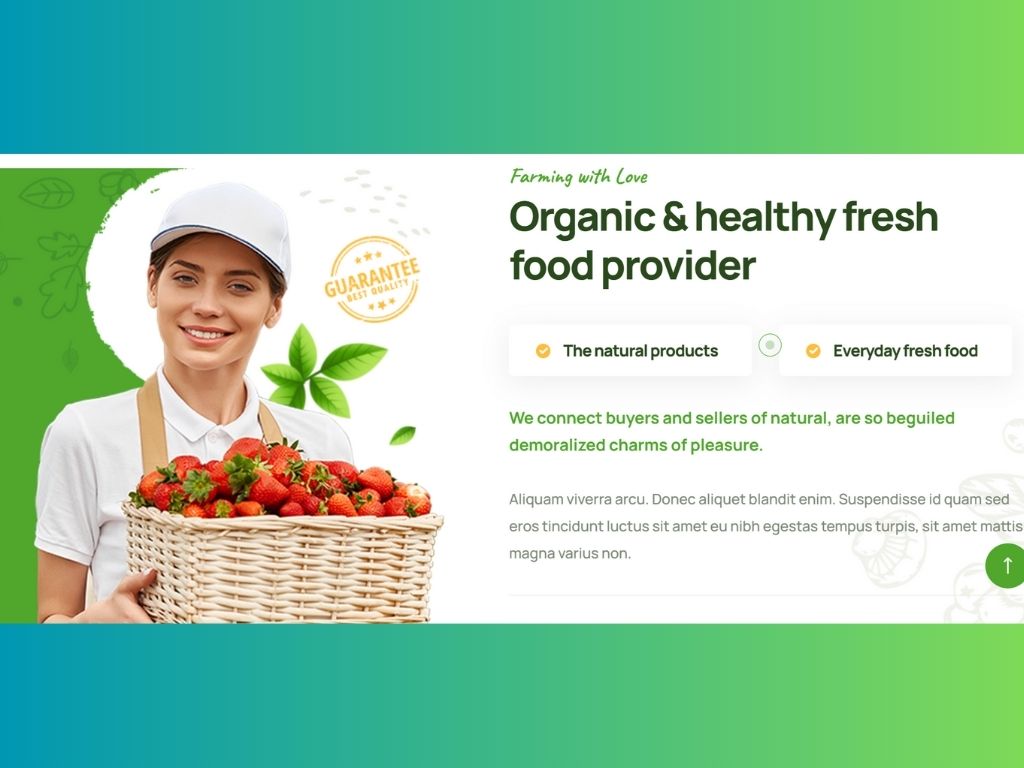 Farming with Love
Organic & healthy fresh
food provider
GUARANTEE
BEST QUALITY
The natural products
Everyday fresh food
We connect buyers and sellers of natural, are so beguiled
demoralized charms of pleasure.
Aliquam viverra arcu. Donec aliquet blandit enim. Suspendisse id quam sed
eros tincidunt luctus sit amet eu nibh egestas tempus turpis, sit amet mattis
magna varius non.